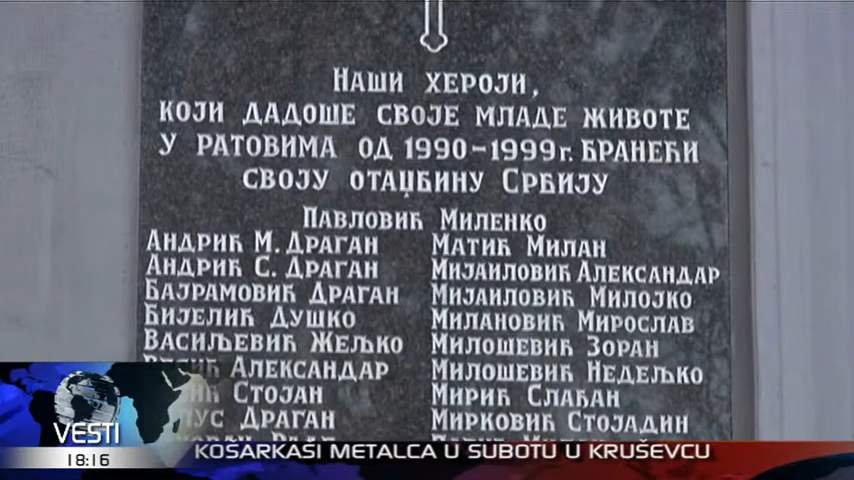 Наши хероји,
који дадоше своје младе животе
у ратовима од 1990-1999г. бранећи
своју отаџбину Србију
Павловић Миленко
Андрић М. Драган
Андрић С. Драган
Бајрамовић Драган
Бијелић Душко
Васиљевић Жељко
Александар
Стојан
Драган
Матић Милан
Мијаиловић Александар
Мијаиловић Милојко
Милановић Мирослав
Милошевић Зоран
Милошевић Недељко
Мирић Слађан
Мирковић Стојадин
VESTI
18:16
KOSARKASI METALCA U SUBOTU U KRUŠEVCU